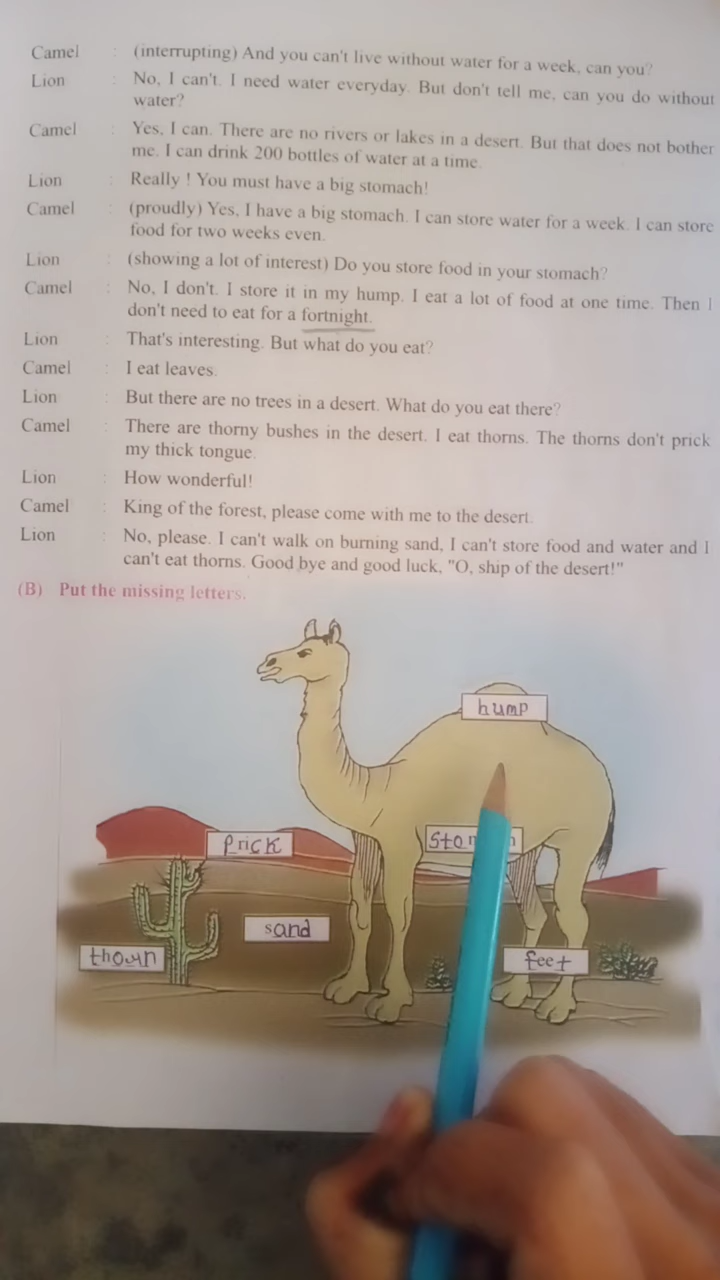 Camel : (interrupting) And you can't live without water for a week, can you?
Lion : No, I can't. I need water everyday. But don't tell me, can you do without
water?
Camel : Yes, I can. There are no rivers or lakes in a desert. But that does not bother
me. I can drink 200 bottles of water at a time.
Lion : Really ! You must have a big stomach!
Camel : (proudly) Yes, I have a big stomach. I can store water for a week. I can store
food for two weeks even.
Lion : (showing a lot of interest) Do you store food in your stomach?
Camel : No, I don't. I store it in my hump. I eat a lot of food at one time. Then I
don't need to eat for a fortnight.
Lion : That's interesting. But what do you eat?
Camel : I eat leaves.
Lion : But there are no trees in a desert. What do you eat there?
Camel : There are thorny bushes in the desert. I eat thorns. The thorns don't prick
my thick tongue.
Lion : How wonderful!
Camel : King of the forest, please come with me to the desert.
Lion : No, please. I can't walk on burning sand, I can't store food and water and I
can't eat thorns. Good bye and good luck, "O, ship of the desert!"
(B) Put the missing letters.
hump
prick
sand
feet